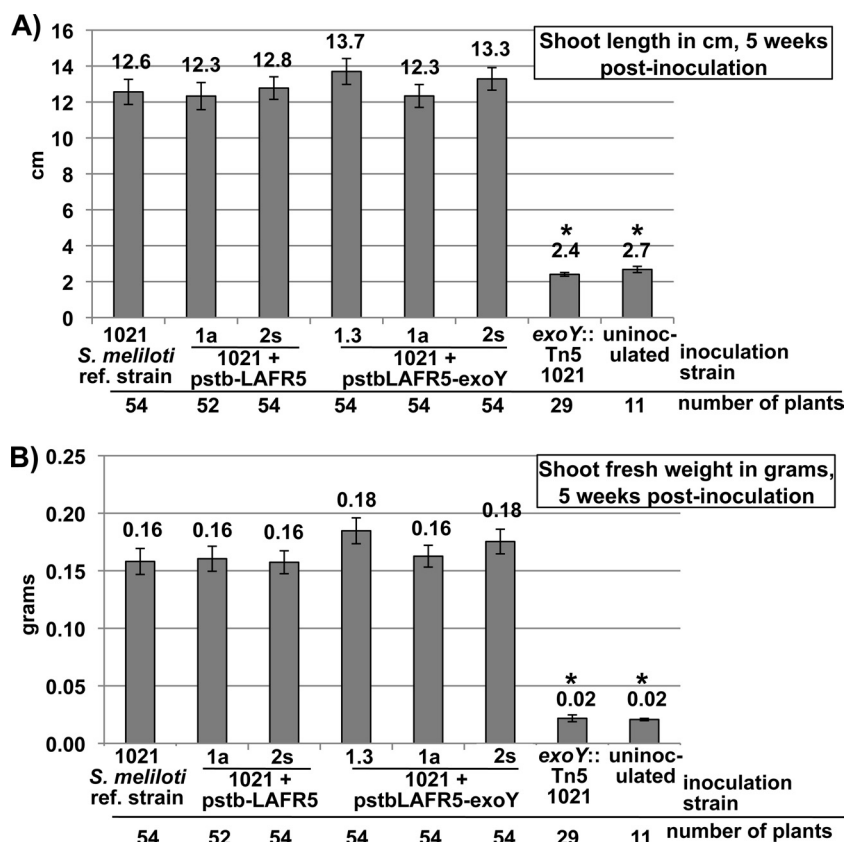 A)
Shoot length in cm, 5 weeks
post-inoculation
cm
16
14
12
10
8
6
4
2
0
12.6
12.3
12.8
13.7
12.3
13.3
*
2.4
*
2.7
1021
S. meliloti
ref. strain
1a 2s
1021 +
pstb-LAFR5
1.3 1a 2s
1021 +
pstbLAFR5-exoY
exoY::
Tn5
1021
uninoc-
ulated
inoculation
strain
54 52 54 54 54 54 29 11 number of plants
B)
Shoot fresh weight in grams,
5 weeks post-inoculation
grams
0.25
0.20
0.15
0.10
0.05
0.00
0.16
0.16
0.16
0.18
0.16
0.18
*
0.02
*
0.02
1021
S. meliloti
ref. strain
1a 2s
1021 +
pstb-LAFR5
1.3 1a 2s
1021 +
pstbLAFR5-exoY
exoY::
Tn5
1021
uninoc-
ulated
inoculation
strain
54 52 54 54 54 54 29 11 number of plants